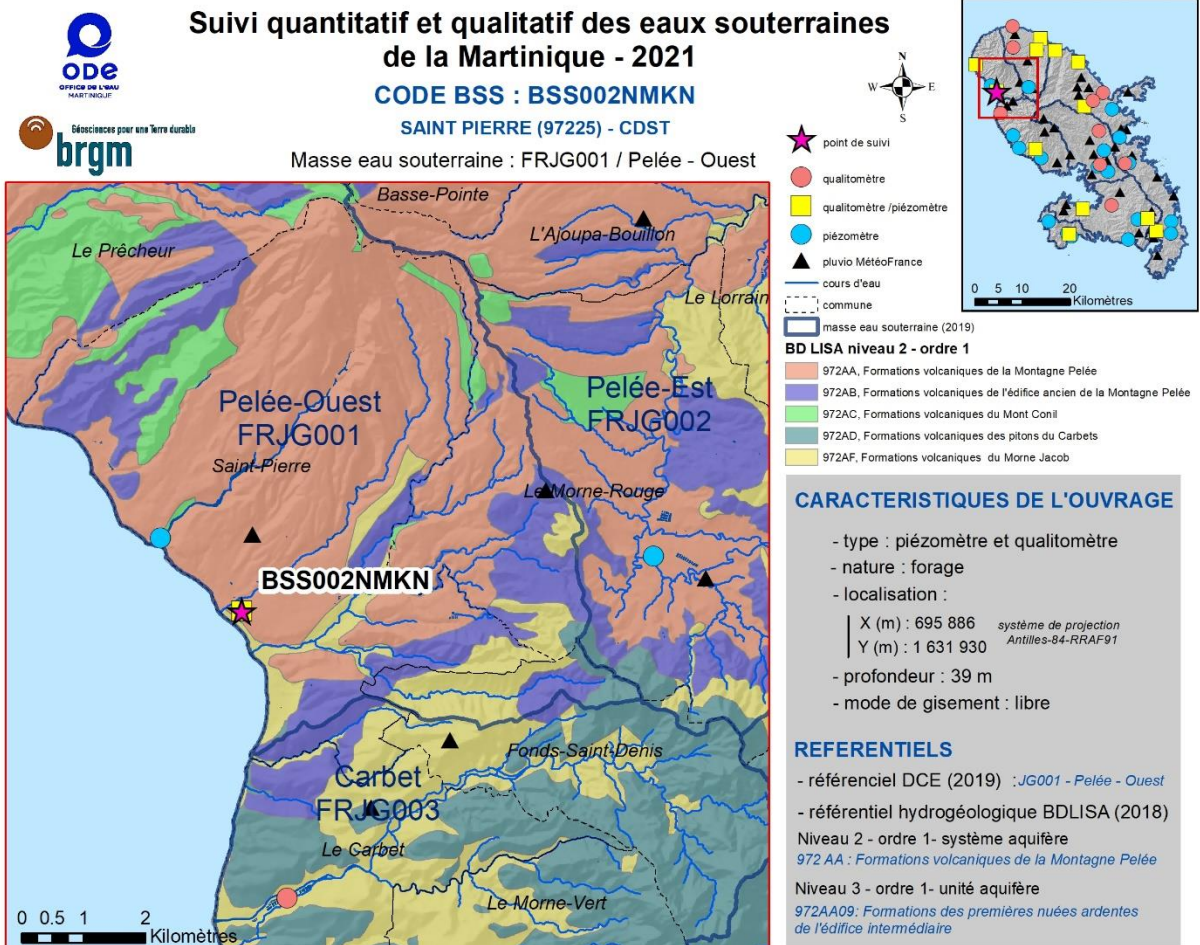 ODE
OFFICE DE L'EAU
MARTINIQUE
Géosciences pour une Terre durable
brgm
Suivi quantitatif et qualitatif des eaux souterraines
de la Martinique - 2021
CODE BSS : BSS002NMKN
SAINT PIERRE (97225) - CDST
Masse eau souterraine : FRJG001 / Pelée - Ouest
N
W
E
S
point de suivi
qualitomètre
qualitomètre /piézomètre
piézomètre
pluvio MétéoFrance
cours d'eau
commune
masse eau souterraine (2019)
BD LISA niveau 2 - ordre 1
972AA, Formations volcaniques de la Montagne Pelée
972AB, Formations volcaniques de l'édifice ancien de la Montagne Pelée
972AC, Formations volcaniques du Mont Conil
972AD, Formations volcaniques des pitons du Carbets
972AF, Formations volcaniques du Morne Jacob
0 5 10 20
Kilomètres
Basse-Pointe
Le Prêcheur
L'Ajoupa-Bouillon
Le Lorrain
Pelée-Ouest
FRJG001
Pelée-Est
FRJG002
Saint-Pierre
Le Morne-Rouge
BSS002NMKN
Fonds-Saint-Denis
Carbet
FRJG003
Le Carbet
Le Morne-Vert
0 0.5 1 2
Kilomètres
CARACTERISTIQUES DE L'OUVRAGE
- type : piézomètre et qualitomètre
- nature : forage
- localisation :
X (m) : 695 886
Y (m) : 1 631 930
système de projection
Antilles-84-RRAF91
- profondeur : 39 m
- mode de gisement : libre
REFERENTIELS
- référenciel DCE (2019) : JG001 - Pelée - Ouest
- référentiel hydrogéologique BDLISA (2018)
Niveau 2 - ordre 1- système aquifère
972 AA : Formations volcaniques de la Montagne Pelée
Niveau 3 - ordre 1- unité aquifère
972AA09: Formations des premières nuées ardentes
de l'édifice intermédiaire